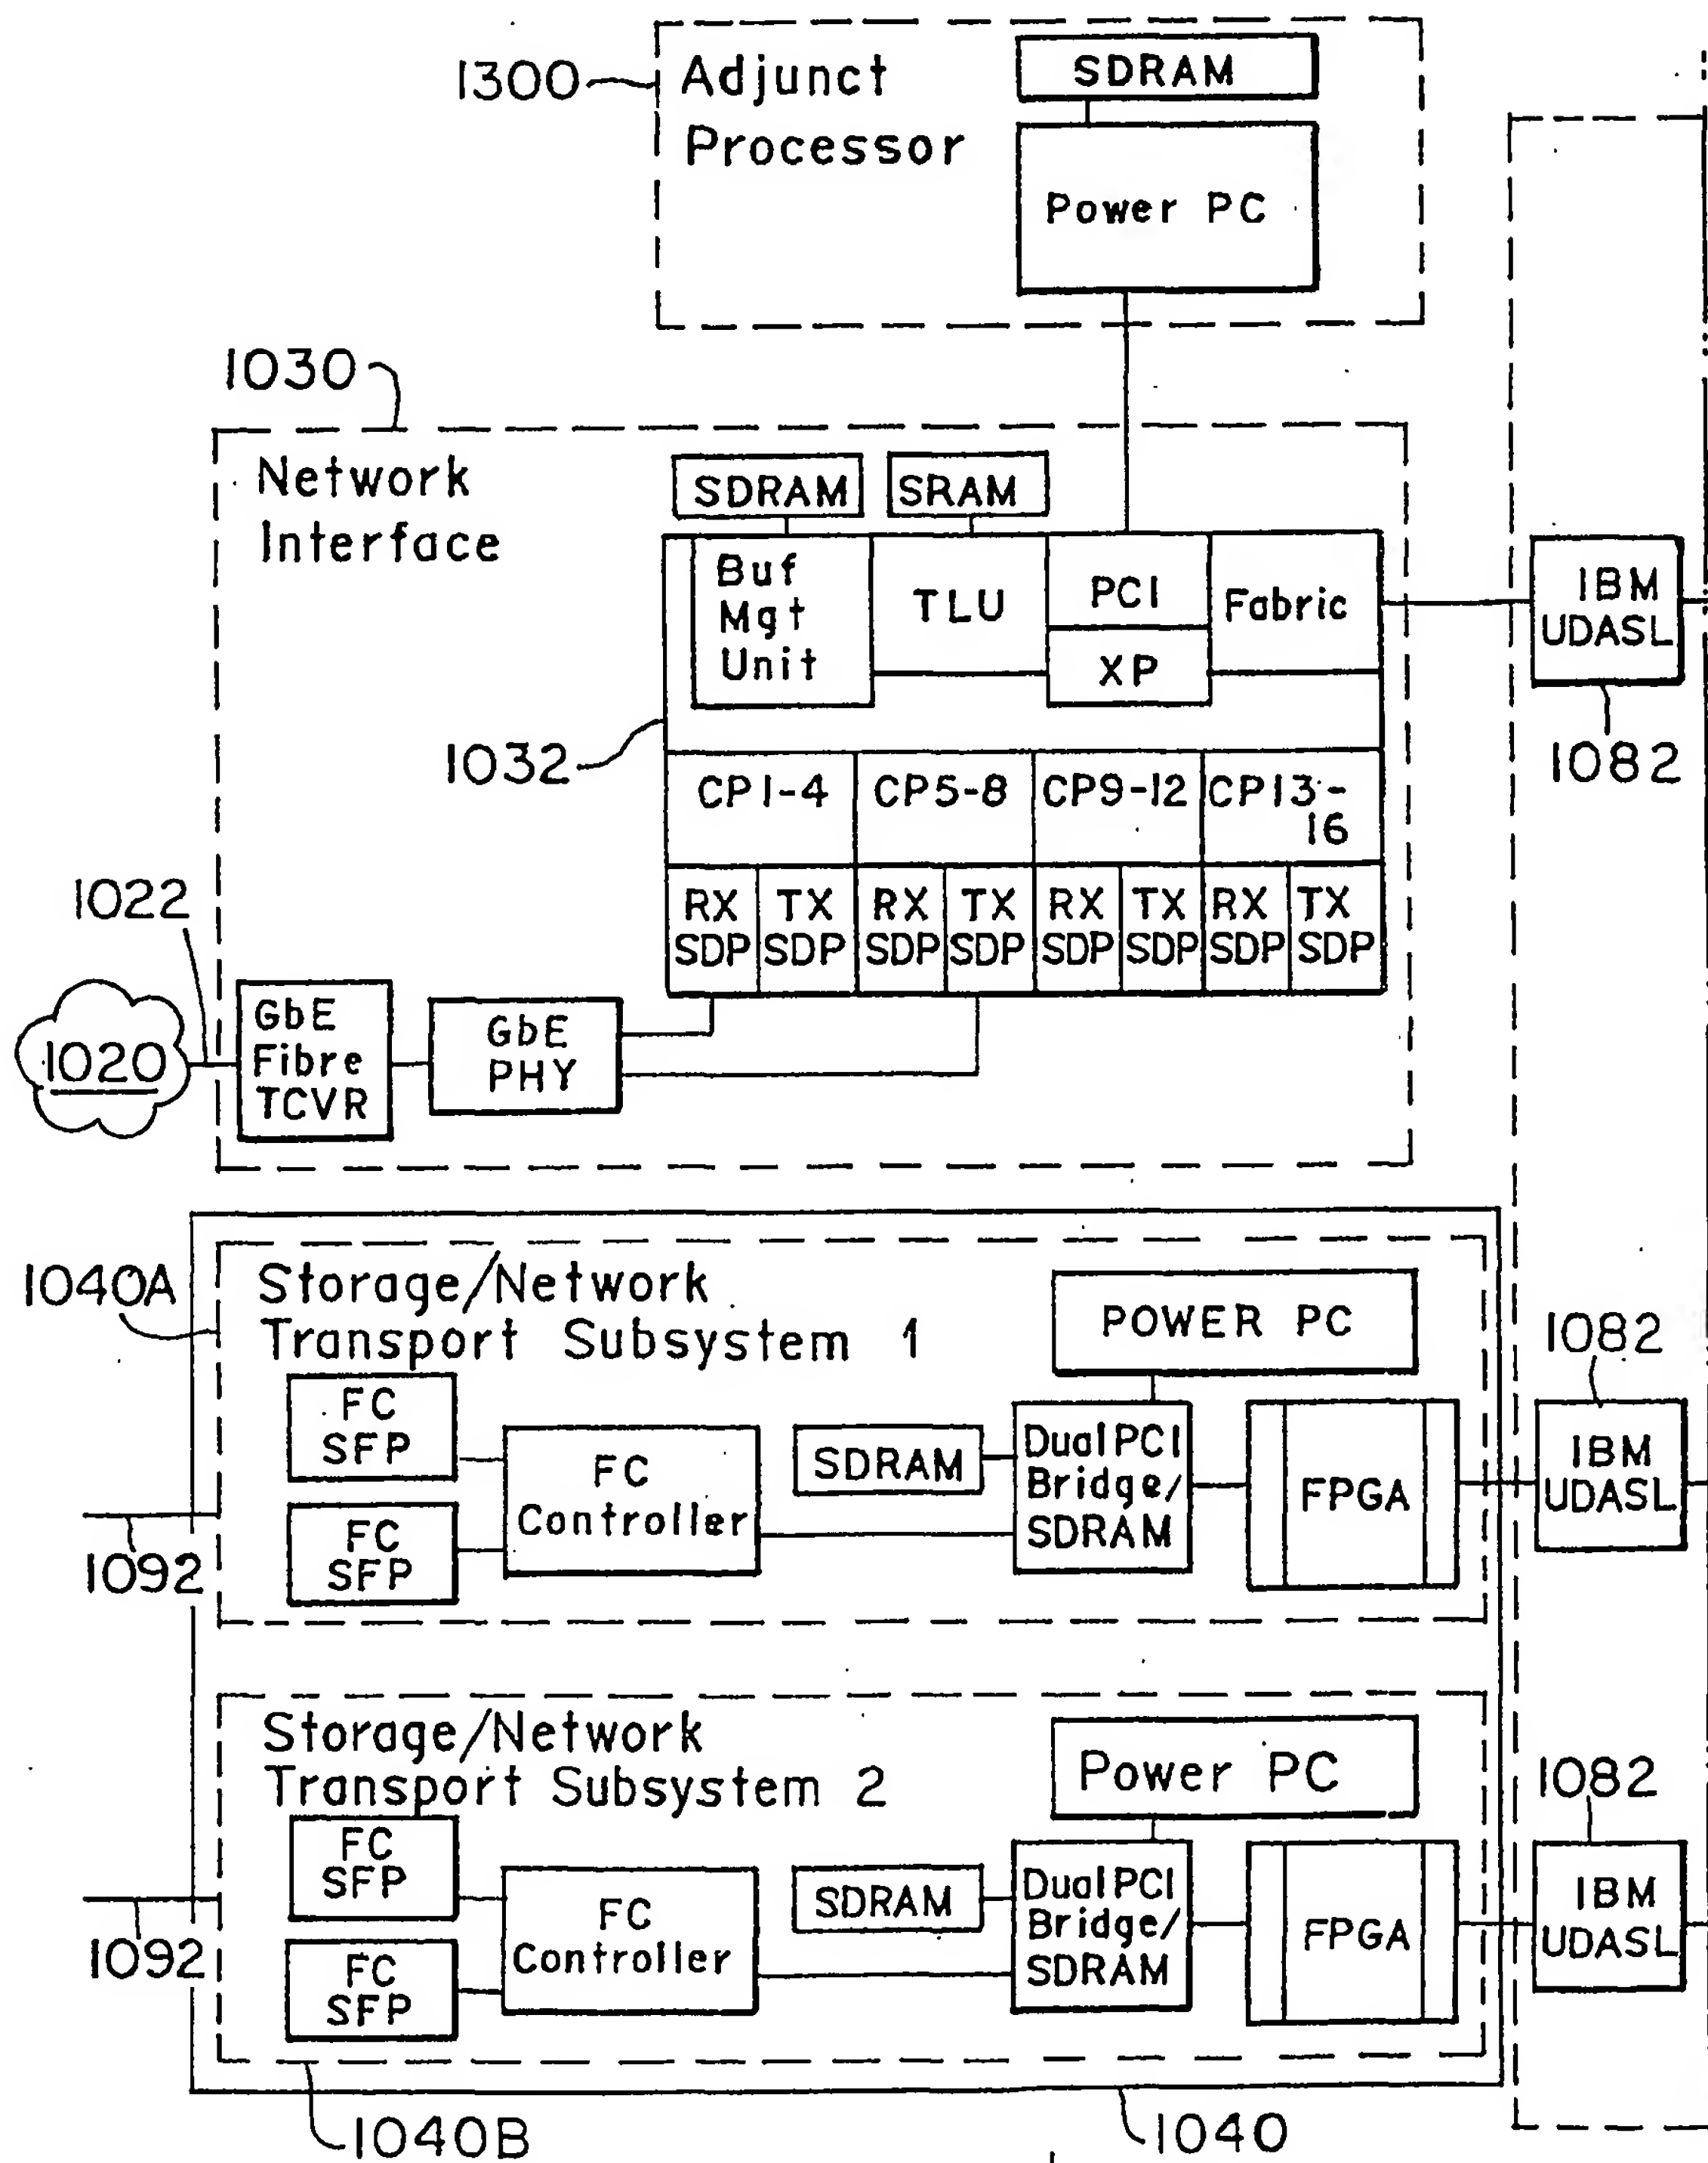 1300
Adjunct
Processor
SDRAM
Power PC
1030
Network
Interface
SDRAM
SRAM
Buf
Mgt
Unit
TLU
PCI
XP
Fabric
IBM
UDASL
1082
1032
CP1-4
CP5-8
CP9-12
CP13-
16
RX
SDP
TX
SDP
RX
SDP
TX
SDP
RX
SDP
TX
SDP
RX
SDP
TX
SDP
1022
1020
GbE
Fibre
TCVR
GbE
PHY
1040A
Storage/Network
Transport Subsystem 1
POWER PC
1082
FC
SFP
FC
SFP
FC
Controller
SDRAM
Dual PCI
Bridge/
SDRAM
FPGA
IBM
UDASL
1092
Storage/Network
Transport Subsystem 2
Power PC
1082
FC
SFP
FC
SFP
FC
Controller
SDRAM
Dual PCI
Bridge/
SDRAM
FPGA
IBM
UDASL
1092
1040B
1040